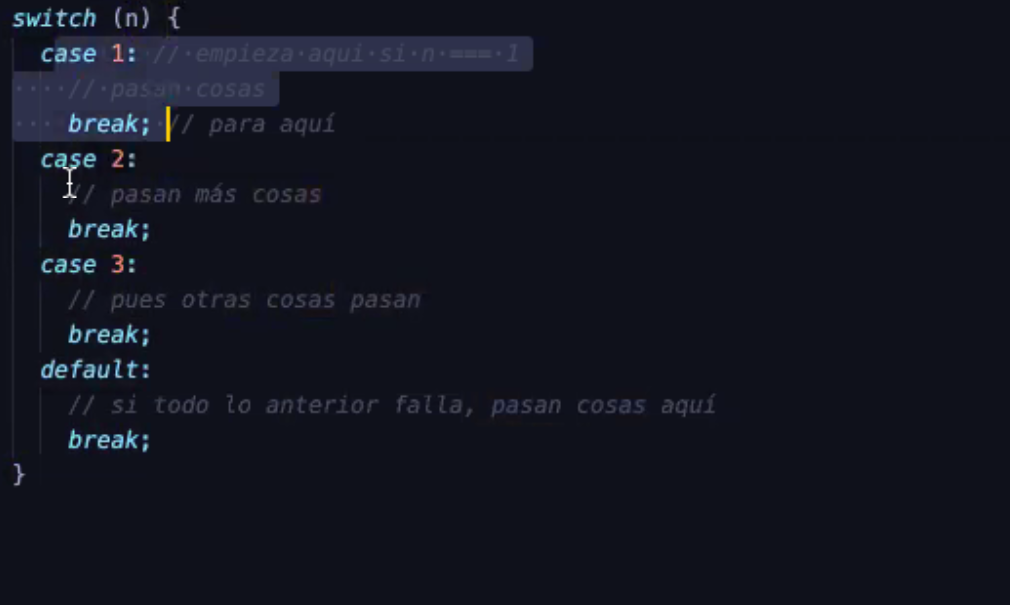 switch (n) {
case 1: // empieza aqui si n === 1
// pasan cosas
break; // para aquí
case 2:
// pasan más cosas
break;
case 3:
// pues otras cosas pasan
break;
default:
// si todo lo anterior falla, pasan cosas aquí
break;
}